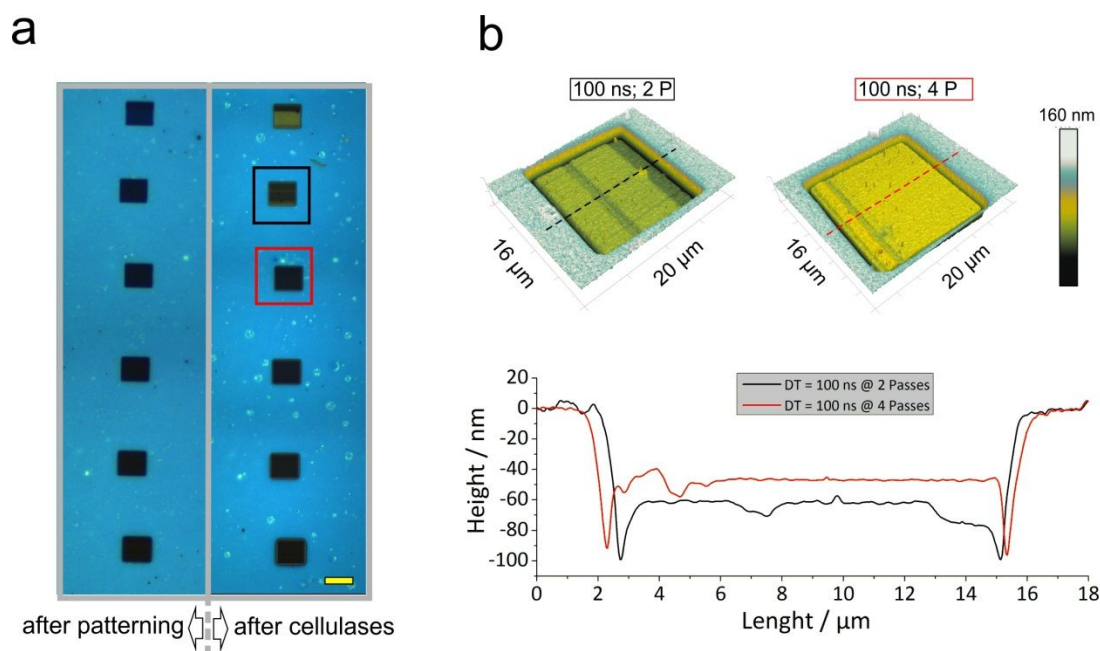 a
after patterning
after cellulases
b
100 ns; 2 P
100 ns; 4 P
160 nm
16 µm
20 µm
16 µm
20 µm
DT = 100 ns @ 2 Passes
DT = 100 ns @ 4 Passes
Height / nm
20
0
-20
-40
-60
-80
-100
0 2 4 6 8 10 12 14 16 18
Lenght / µm